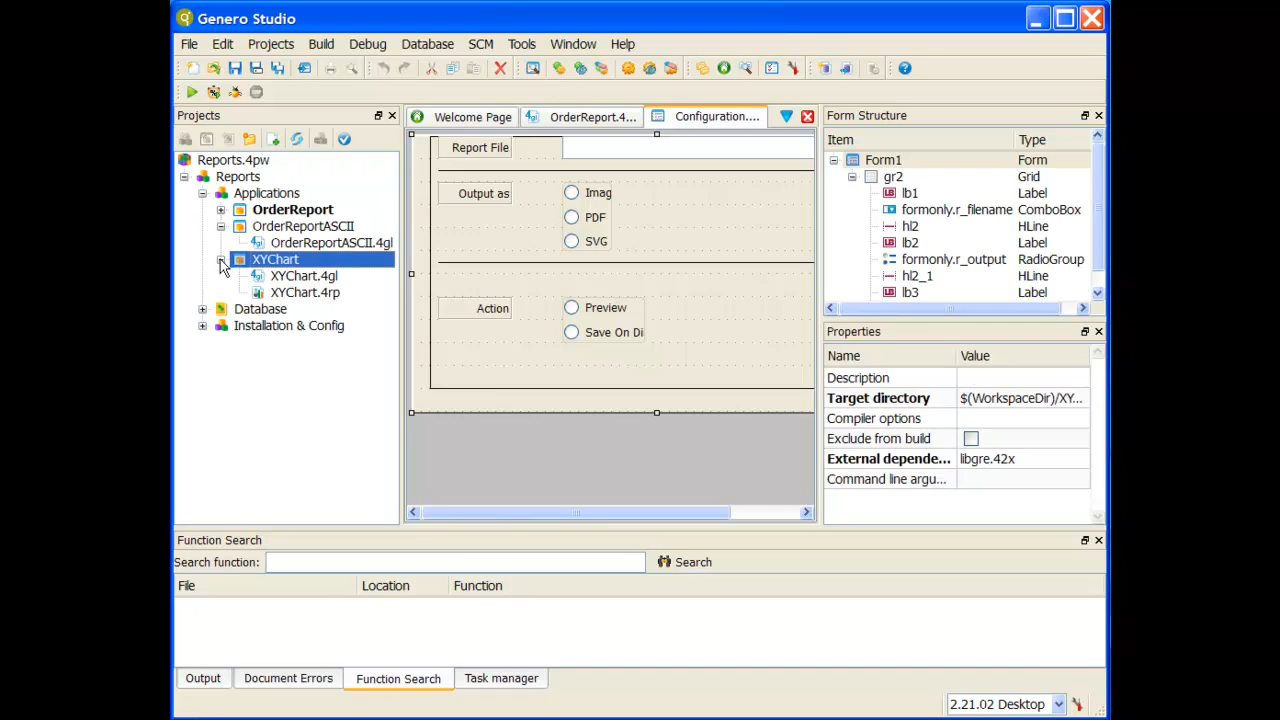 Genero Studio
File Edit Projects Build Debug Database SCM Tools Window Help
Projects
Welcome Page OrderReport.4... Configuration....
Form Structure
Reports.4pw
Reports
Applications
OrderReport
OrderReportASCII
OrderReportASCII.4gl
XYChart
XYChart.4gl
XYChart.4rp
Database
Installation & Config
Report File
Output as
Imag
PDF
SVG
Action
Preview
Save On Di
Item Type
Form1 Form
gr2 Grid
lb1 Label
formonly.r_filename ComboBox
hl2 HLine
lb2 Label
formonly.r_output RadioGroup
hl2_1 HLine
lb3 Label
Properties
Name Value
Description
Target directory $(WorkspaceDir)/XY...
Compiler options
Exclude from build
External depende... libgre.42x
Command line argu...
Function Search
Search function: Search
File Location Function
Output Document Errors Function Search Task manager
2.21.02 Desktop